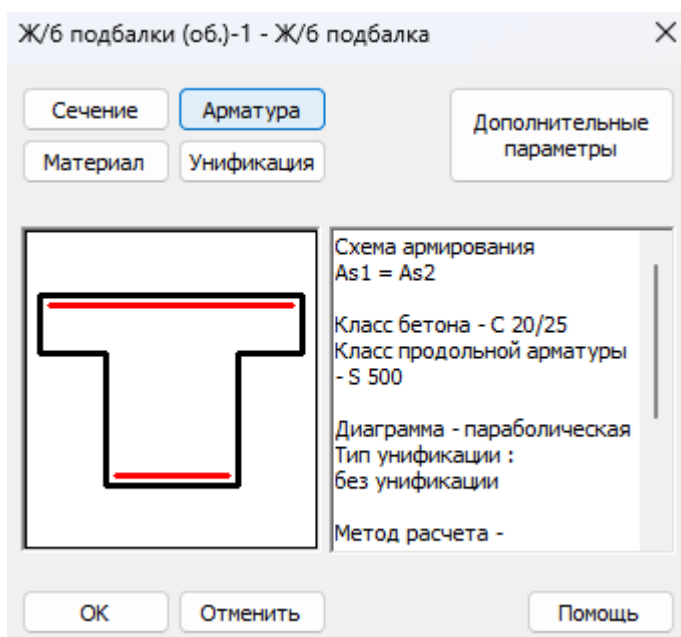 Ж/б подбалки (об.)-1 - Ж/б подбалка
Сечение
Арматура
Дополнительные
параметры
Материал
Унификация
Схема армирования
As1 = As2
Класс бетона - С 20/25
Класс продольной арматуры
- S 500
Диаграмма - параболическая
Тип унификации :
без унификации
Метод расчета -
ОК
Отменить
Помощь